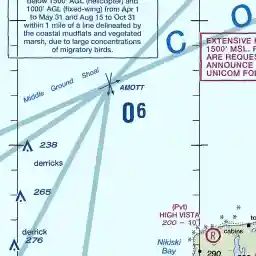 below 1500' AGL (helicopter) and
1000' AGL (fixed-wing) from Apr 1
to May 31 and Aug 15 to Oct 31
within 1 mile of a line delineated by
the coastal mudflats and vegetated
marsh, due to large concentrations
of migratory birds.
C O
EXTENSIVE
1500' MSL.
ARE REQUES
ANNOUNCE
UNICOM FO
Middle Ground Shoal
AMOTT
06
238
derricks
265
derrick
276
(Pvt)
HIGH VISTA
200 - 10
Nikiski
Bay
R
cabins
290